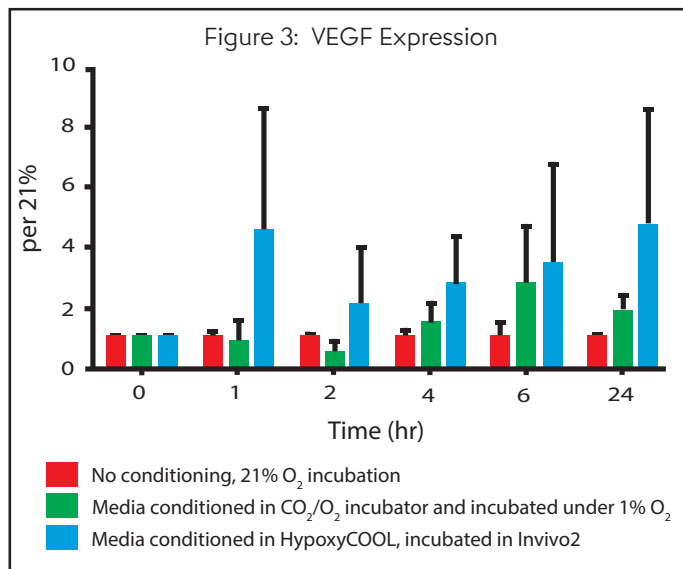 Figure 3: VEGF Expression
10
8
6
4
2
0
per 21%
0 1 2 4 6 24
Time (hr)
No conditioning, 21% O₂ incubation
Media conditioned in CO₂/O₂ incubator and incubated under 1% O₂
Media conditioned in HypoxyCOOL, incubated in Invivo2